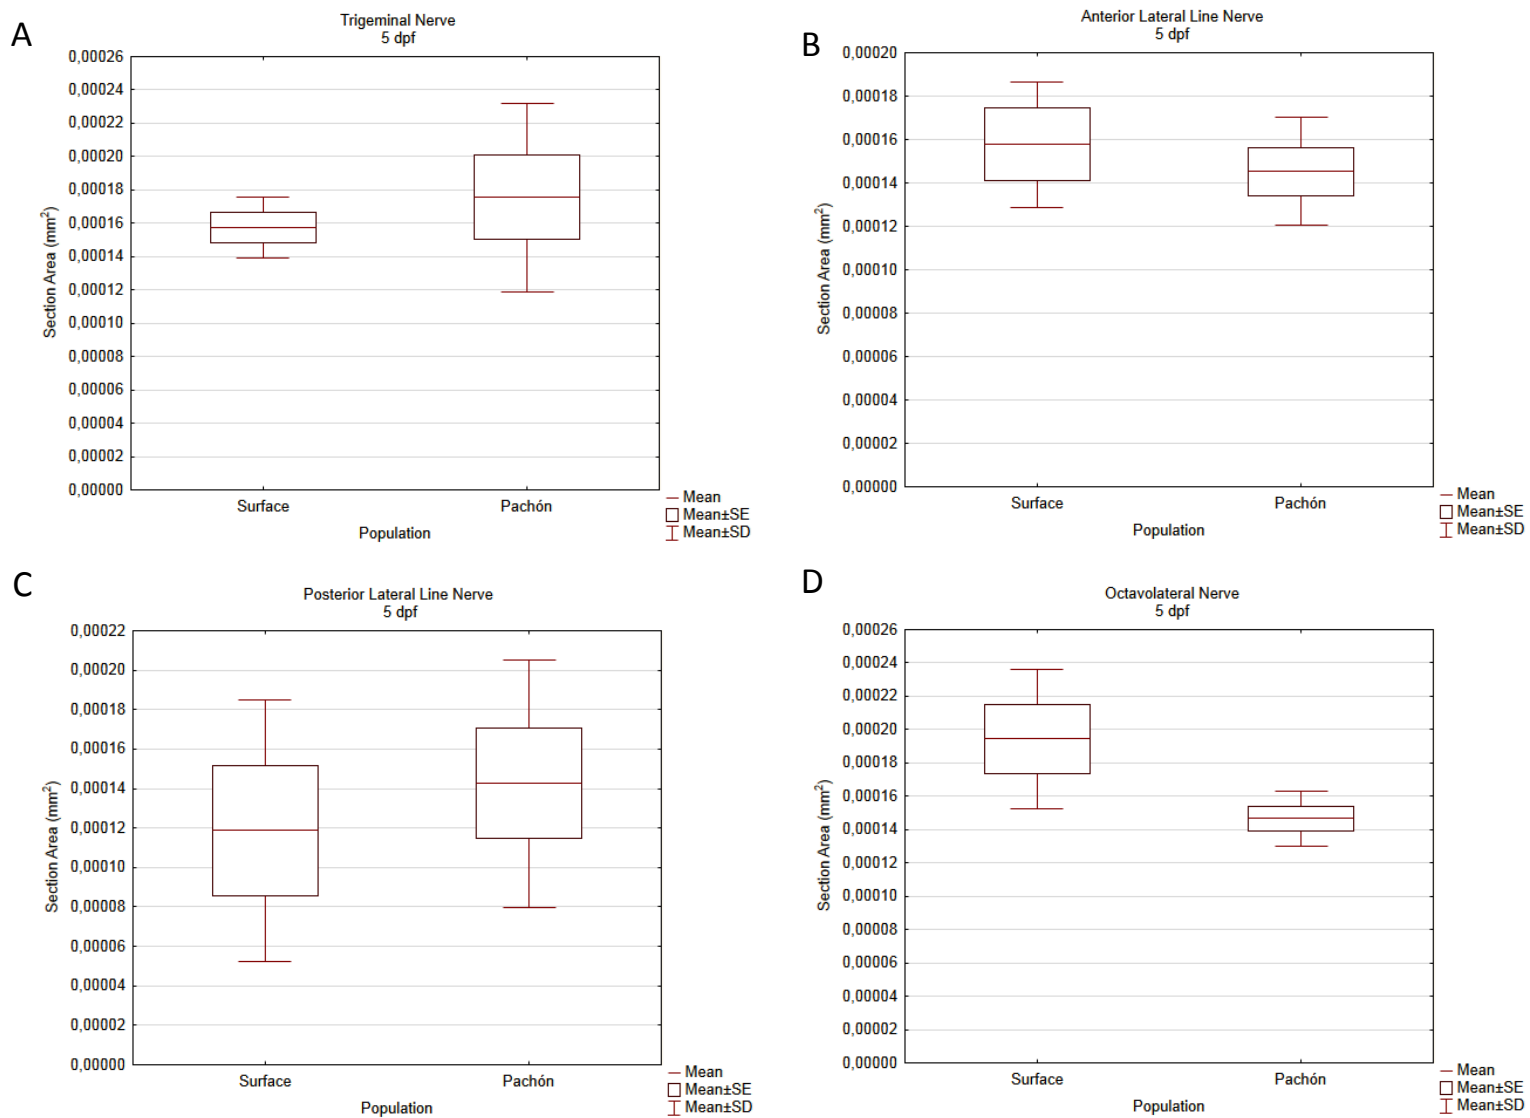 A
Trigeminal Nerve
5 dpf
0,00026
0,00024
0,00022
0,00020
0,00018
0,00016
0,00014
0,00012
0,00010
0,00008
0,00006
0,00004
0,00002
0,00000
Section Area (mm²)
Surface
Pachón
Population
Mean
Mean±SE
Mean±SD
B
Anterior Lateral Line Nerve
5 dpf
0,00020
0,00018
0,00016
0,00014
0,00012
0,00010
0,00008
0,00006
0,00004
0,00002
0,00000
Section Area (mm²)
Surface
Pachón
Population
Mean
Mean±SE
Mean±SD
C
Posterior Lateral Line Nerve
5 dpf
0,00022
0,00020
0,00018
0,00016
0,00014
0,00012
0,00010
0,00008
0,00006
0,00004
0,00002
0,00000
Section Area (mm²)
Surface
Pachón
Population
Mean
Mean±SE
Mean±SD
D
Octavolateral Nerve
5 dpf
0,00026
0,00024
0,00022
0,00020
0,00018
0,00016
0,00014
0,00012
0,00010
0,00008
0,00006
0,00004
0,00002
0,00000
Section Area (mm²)
Surface
Pachón
Population
Mean
Mean±SE
Mean±SD